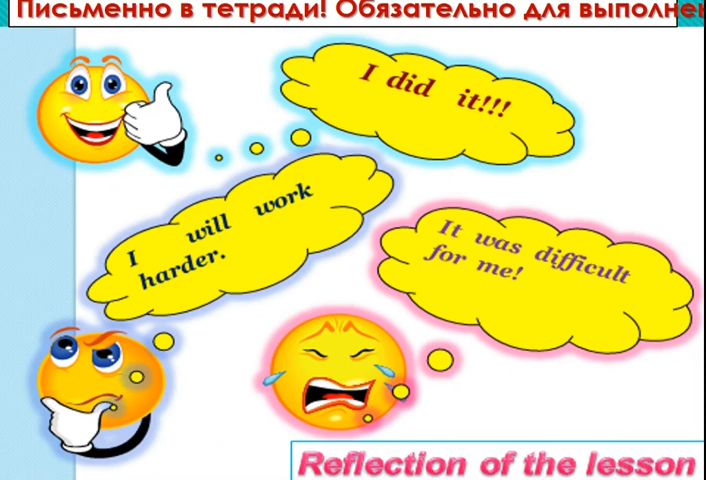 Письменно в тетради! Обязательно для
I did it!!!
I will work
harder.
It was difficult
for me!
Reflection of the lesson